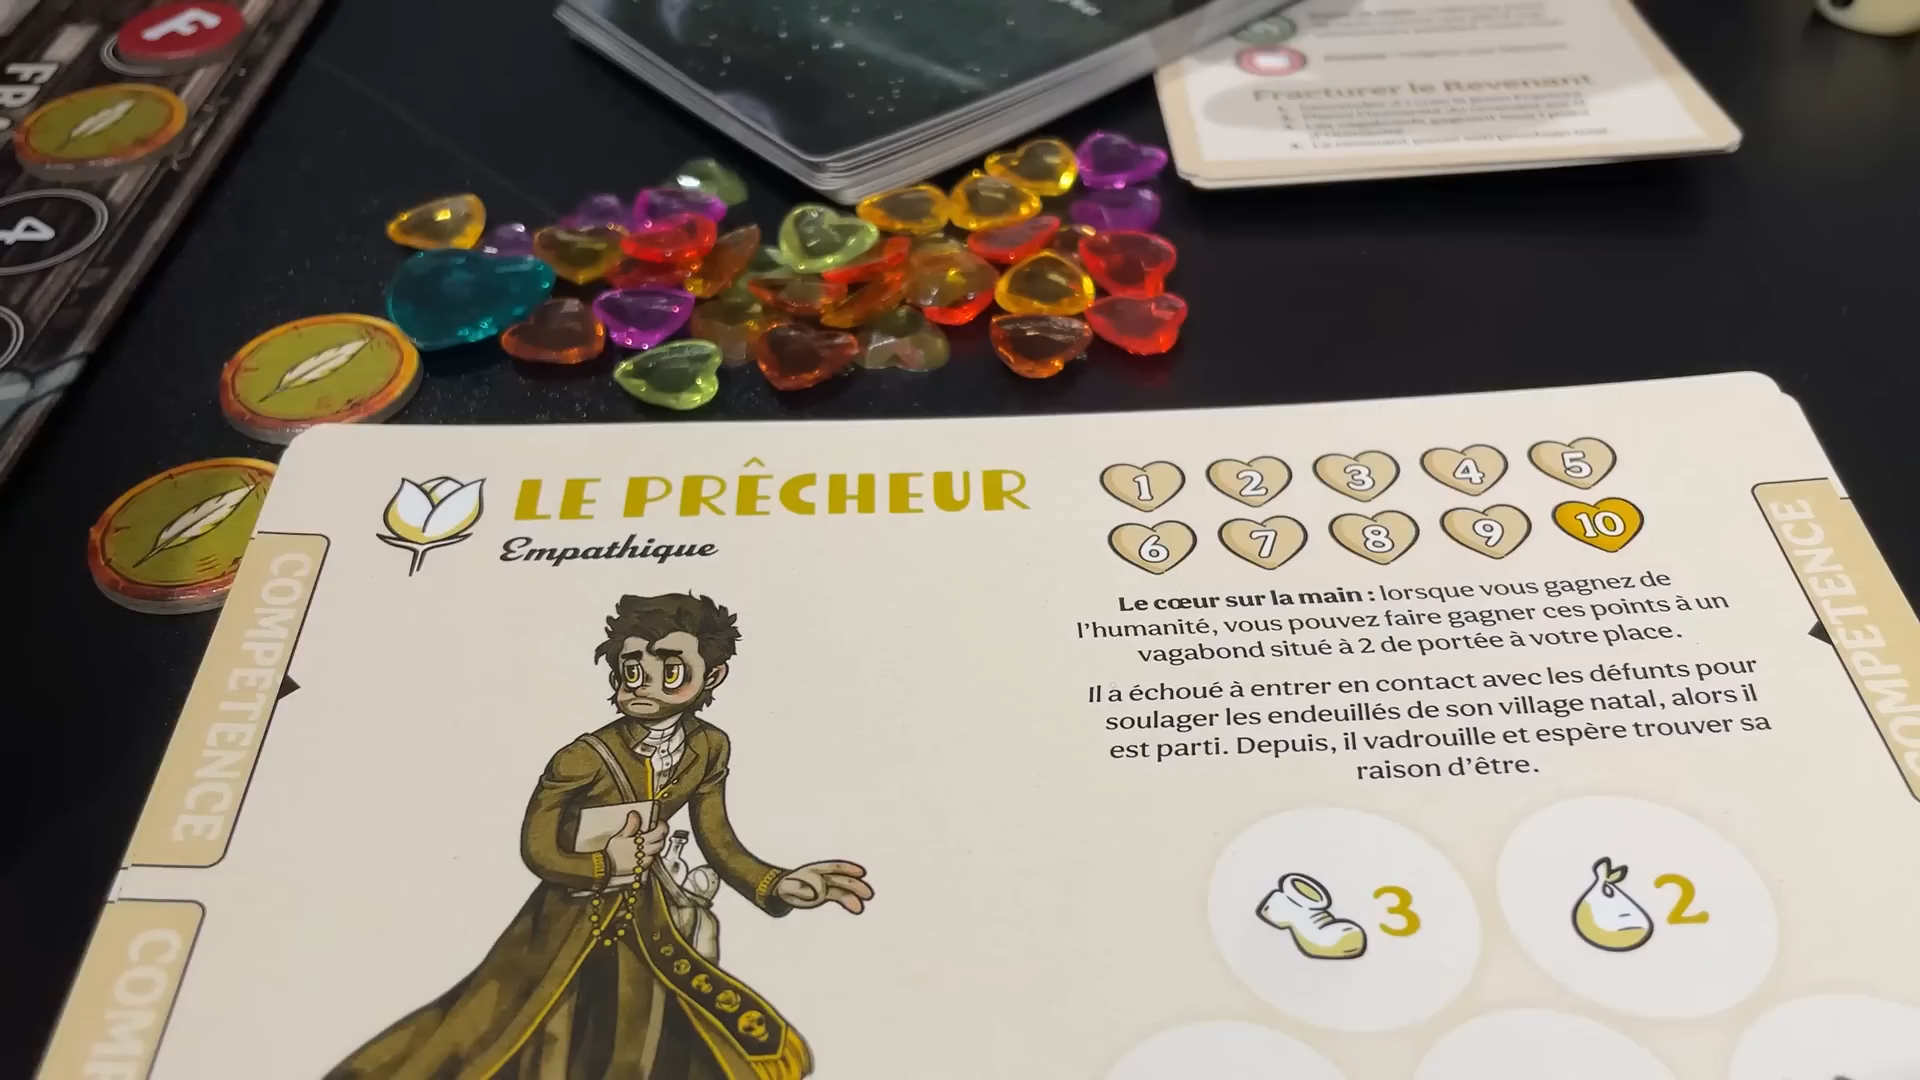 F
FR
4
Fracturer le Revenant
LE PRÊCHEUR
Empathique
1 2 3 4 5
6 7 8 9 10
Le cœur sur la main : lorsque vous gagnez de
l'humanité, vous pouvez faire gagner ces points à un
vagabond situé à 2 de portée à votre place.
Il a échoué à entrer en contact avec les défunts pour
soulager les endeuillés de son village natal, alors il
est parti. Depuis, il vadrouille et espère trouver sa
raison d'être.
3
2
COMPÉTENCE
COMPÉTENCE
COMP